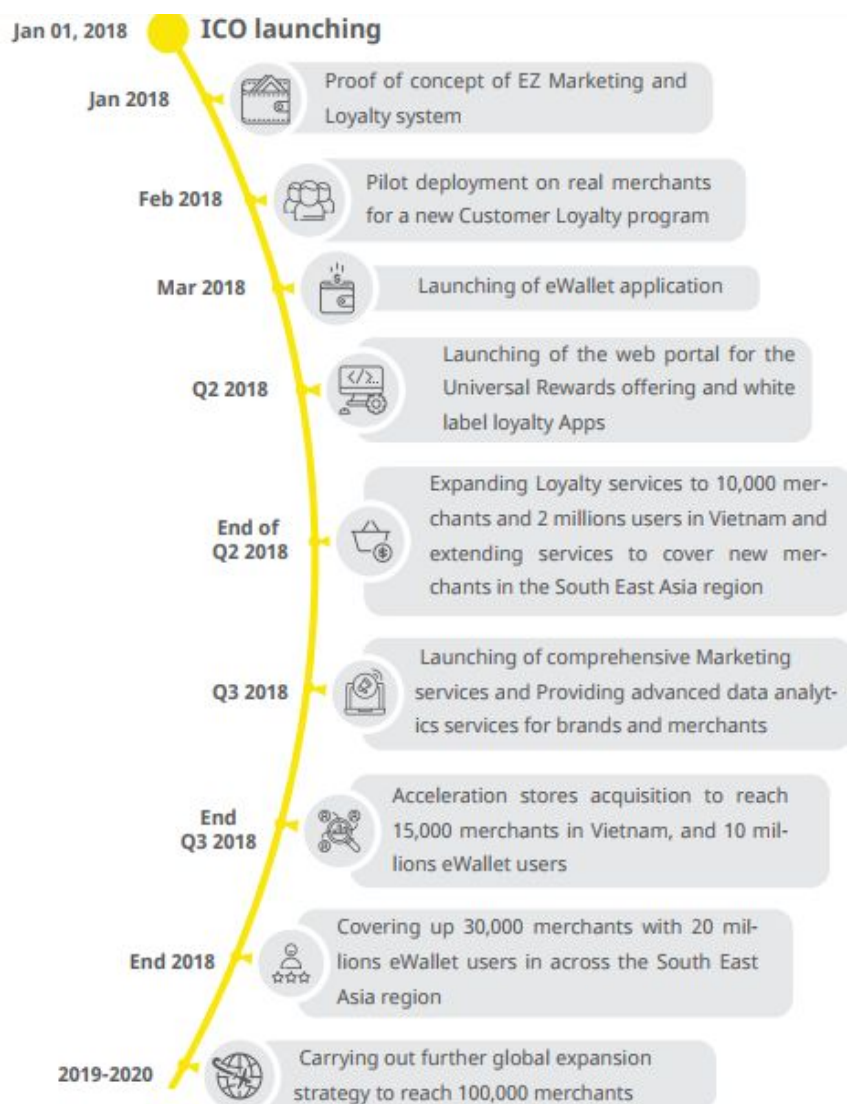 Jan 01, 2018
ICO launching
Jan 2018
Proof of concept of EZ Marketing and
Loyalty system
Feb 2018
Pilot deployment on real merchants
for a new Customer Loyalty program
Mar 2018
Launching of eWallet application
Q2 2018
Launching of the web portal for the
Universal Rewards offering and white
label loyalty Apps
End of
Q2 2018
Expanding Loyalty services to 10,000 mer-
chants and 2 millions users in Vietnam and
extending services to cover new mer-
chants in the South East Asia region
Q3 2018
Launching of comprehensive Marketing
services and Providing advanced data analyt-
ics services for brands and merchants
End
Q3 2018
Acceleration stores acquisition to reach
15,000 merchants in Vietnam, and 10 mil-
lions eWallet users
End 2018
Covering up 30,000 merchants with 20 mil-
lions eWallet users in across the South East
Asia region
2019-2020
Carrying out further global expansion
strategy to reach 100,000 merchants